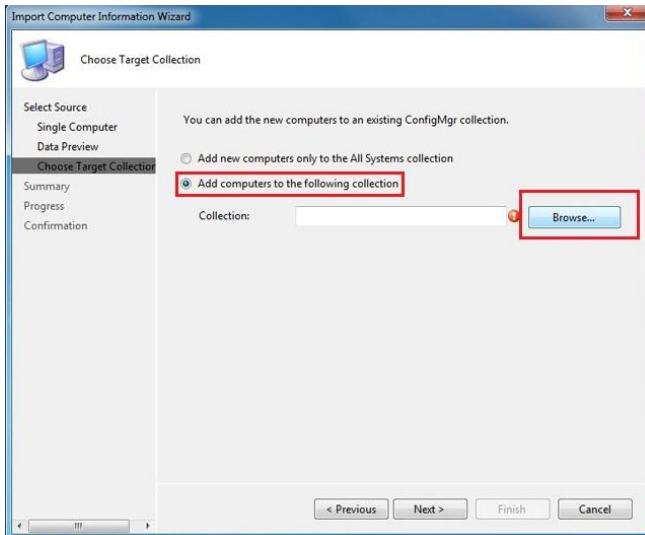 Import Computer Information Wizard
Choose Target Collection
Select Source
Single Computer
Data Preview
Choose Target Collection
Summary
Progress
Confirmation
You can add the new computers to an existing ConfigMgr collection.
Add new computers only to the All Systems collection
Add computers to the following collection
Collection:
Browse...
< Previous
Next >
Finish
Cancel